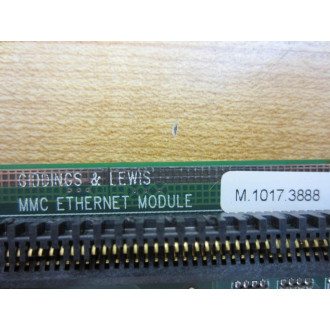 GIDDINGS & LEWIS
MMC ETHERNET MODULE
M.1017.3888